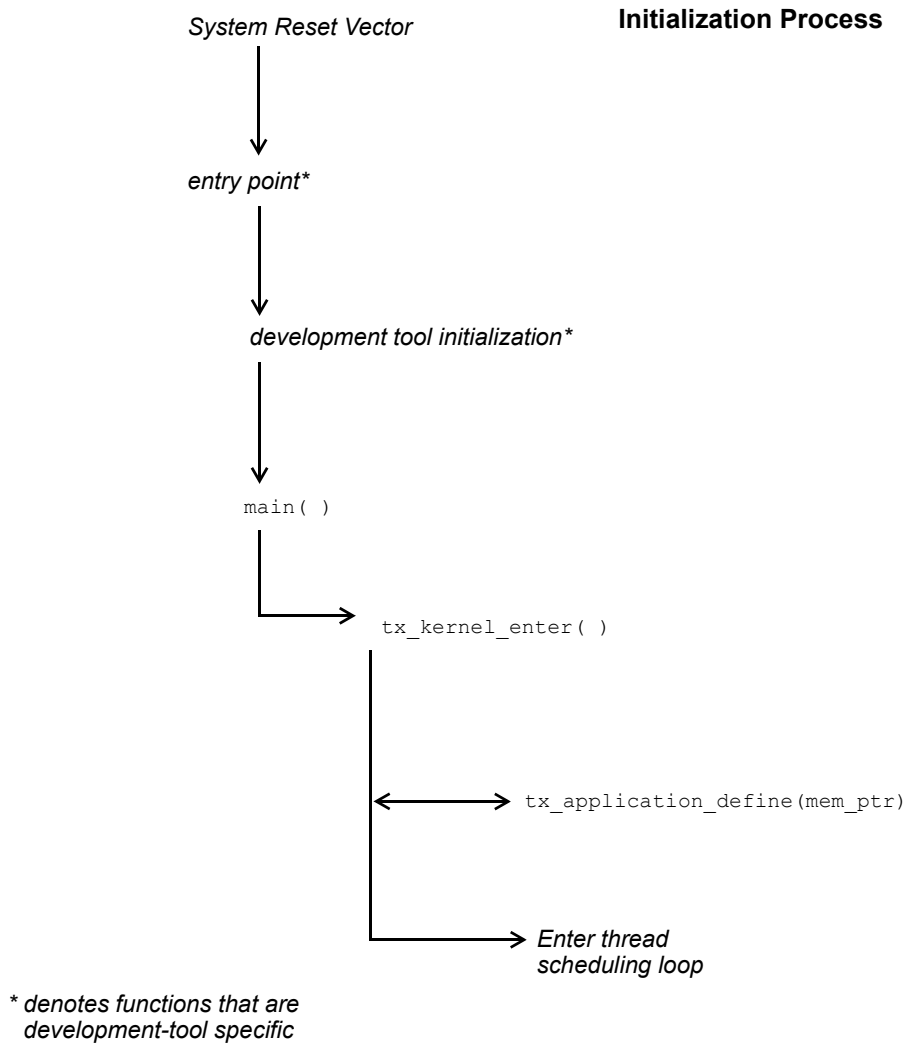 Initialization Process
System Reset Vector
entry point*
development tool initialization*
main( )
tx_kernel_enter( )
tx_application_define(mem_ptr)
Enter thread
scheduling loop
* denotes functions that are
development-tool specific